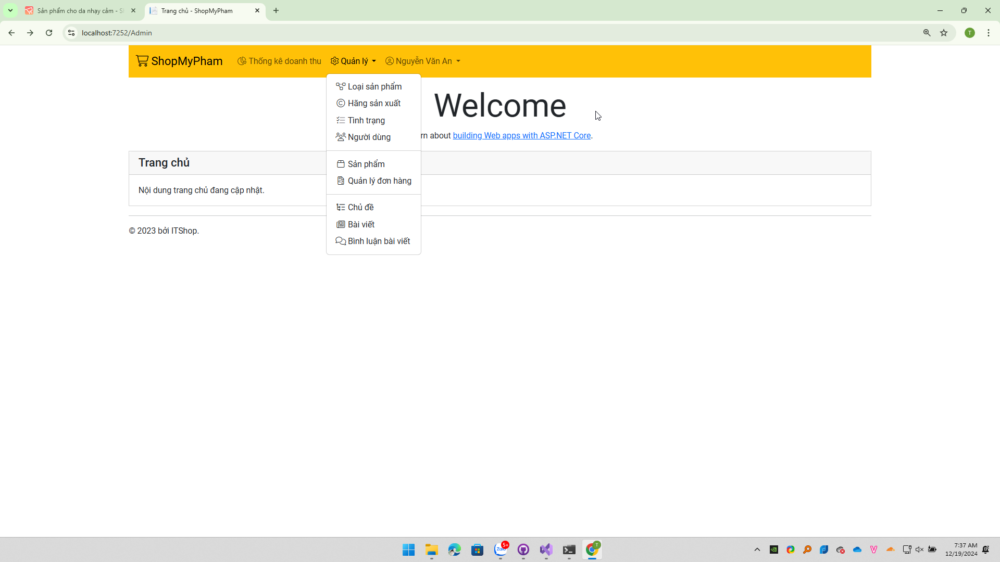 Sản phẩm cho da nhạy cảm - S
Trang chủ - ShopMyPham
localhost:7252/Admin
T
ShopMyPham
Thống kê doanh thu
Quản lý
Nguyễn Văn An
Loại sản phẩm
Hãng sản xuất
Tình trạng
Người dùng
Sản phẩm
Quản lý đơn hàng
Chủ đề
Bài viết
Bình luận bài viết
Welcome
rn about building Web apps with ASP.NET Core.
Trang chủ
Nội dung trang chủ đang cập nhật.
© 2023 bởi ITShop.
Zalo
5+
T
7:37 AM
12/19/2024